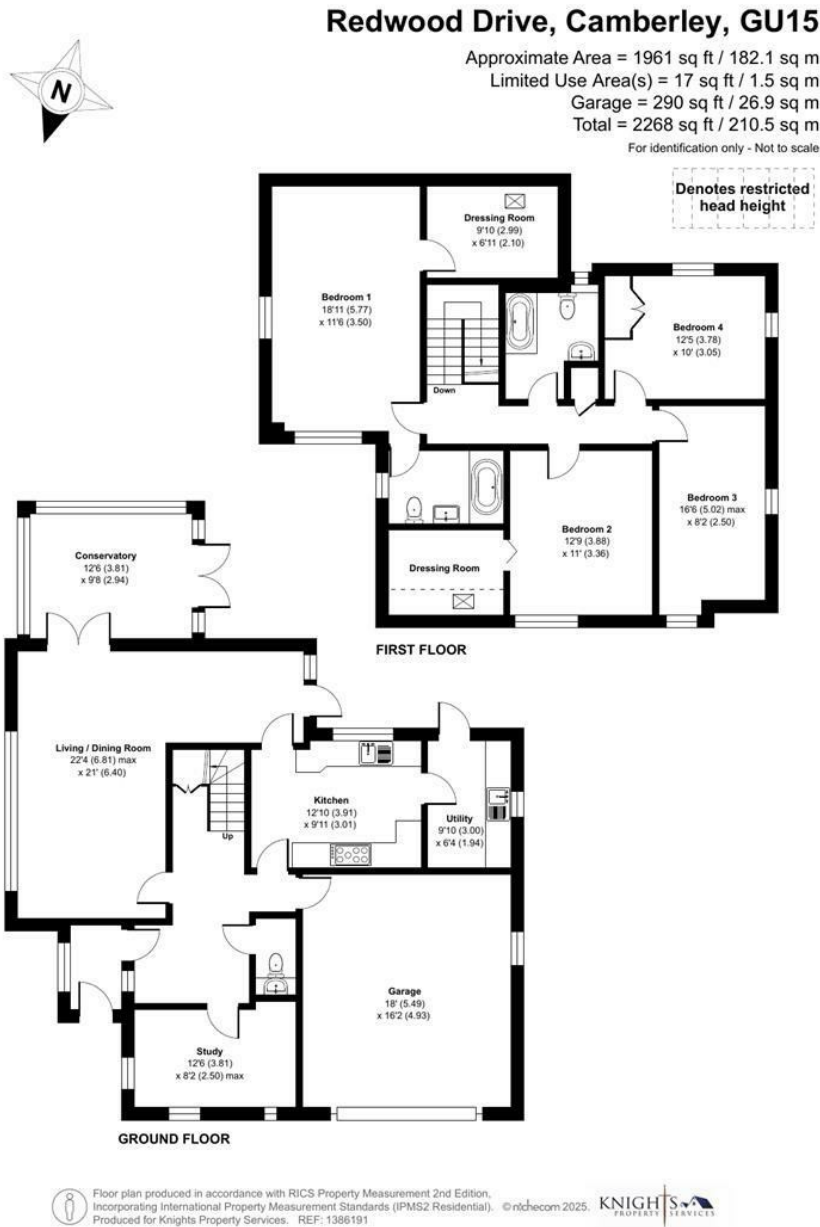 Redwood Drive, Camberley, GU15
Approximate Area = 1961 sq ft / 182.1 sq m
Limited Use Area(s) = 17 sq ft / 1.5 sq m
Garage = 290 sq ft / 26.9 sq m
Total = 2268 sq ft / 210.5 sq m
For identification only - Not to scale
N
Denotes restricted
head height
Dressing Room
9'10 (2.99)
x 6'11 (2.10)
Bedroom 1
18'11 (5.77)
x 11'6 (3.50)
Bedroom 4
12'5 (3.78)
x 10' (3.05)
Down
Bedroom 3
16'6 (5.02) max
x 8'2 (2.50)
Bedroom 2
12'9 (3.88)
x 11' (3.36)
Dressing Room
FIRST FLOOR
Conservatory
12'6 (3.81)
x 9'8 (2.94)
Living / Dining Room
22'4 (6.81) max
x 21' (6.40)
Kitchen
12'10 (3.91)
x 9'11 (3.01)
Utility
9'10 (3.00)
x 6'4 (1.94)
Up
Garage
18' (5.49)
x 16'2 (4.93)
Study
12'6 (3.81)
x 8'2 (2.50) max
GROUND FLOOR
Floor plan produced in accordance with RICS Property Measurement 2nd Edition,
Incorporating International Property Measurement Standards (IPMS2 Residential). ©nichecom 2025.
Produced for Knights Property Services. REF: 1386191
KNIGHTS
PROPERTY SERVICES